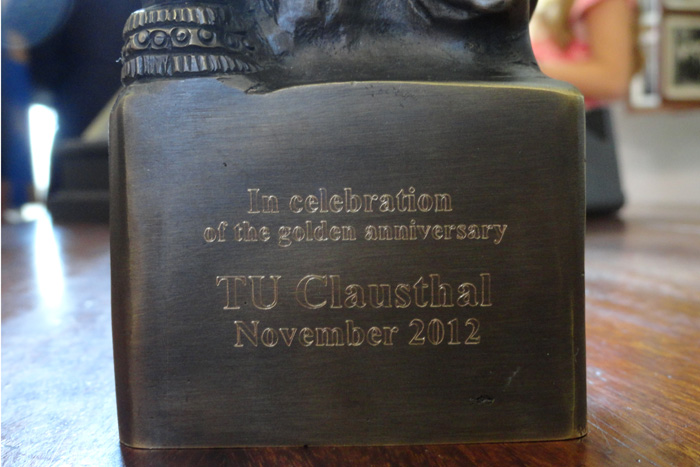 In celebration
of the golden anniversary
TU Clausthal
November 2012